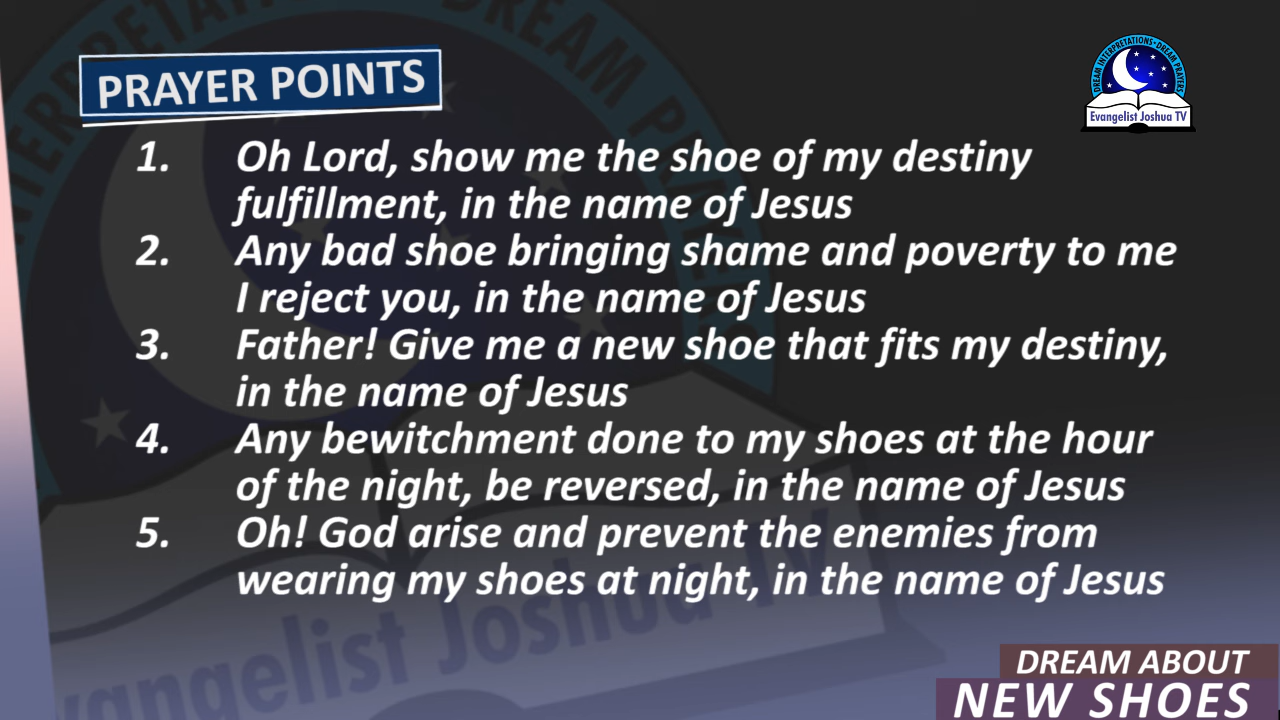 PRAYER POINTS
DREAM INTERPRETATIONS-DREAM PRAYERS
Evangelist Joshua TV
1. Oh Lord, show me the shoe of my destiny
fulfillment, in the name of Jesus
2. Any bad shoe bringing shame and poverty to me
I reject you, in the name of Jesus
3. Father! Give me a new shoe that fits my destiny,
in the name of Jesus
4. Any bewitchment done to my shoes at the hour
of the night, be reversed, in the name of Jesus
5. Oh! God arise and prevent the enemies from
wearing my shoes at night, in the name of Jesus
DREAM ABOUT
NEW SHOES